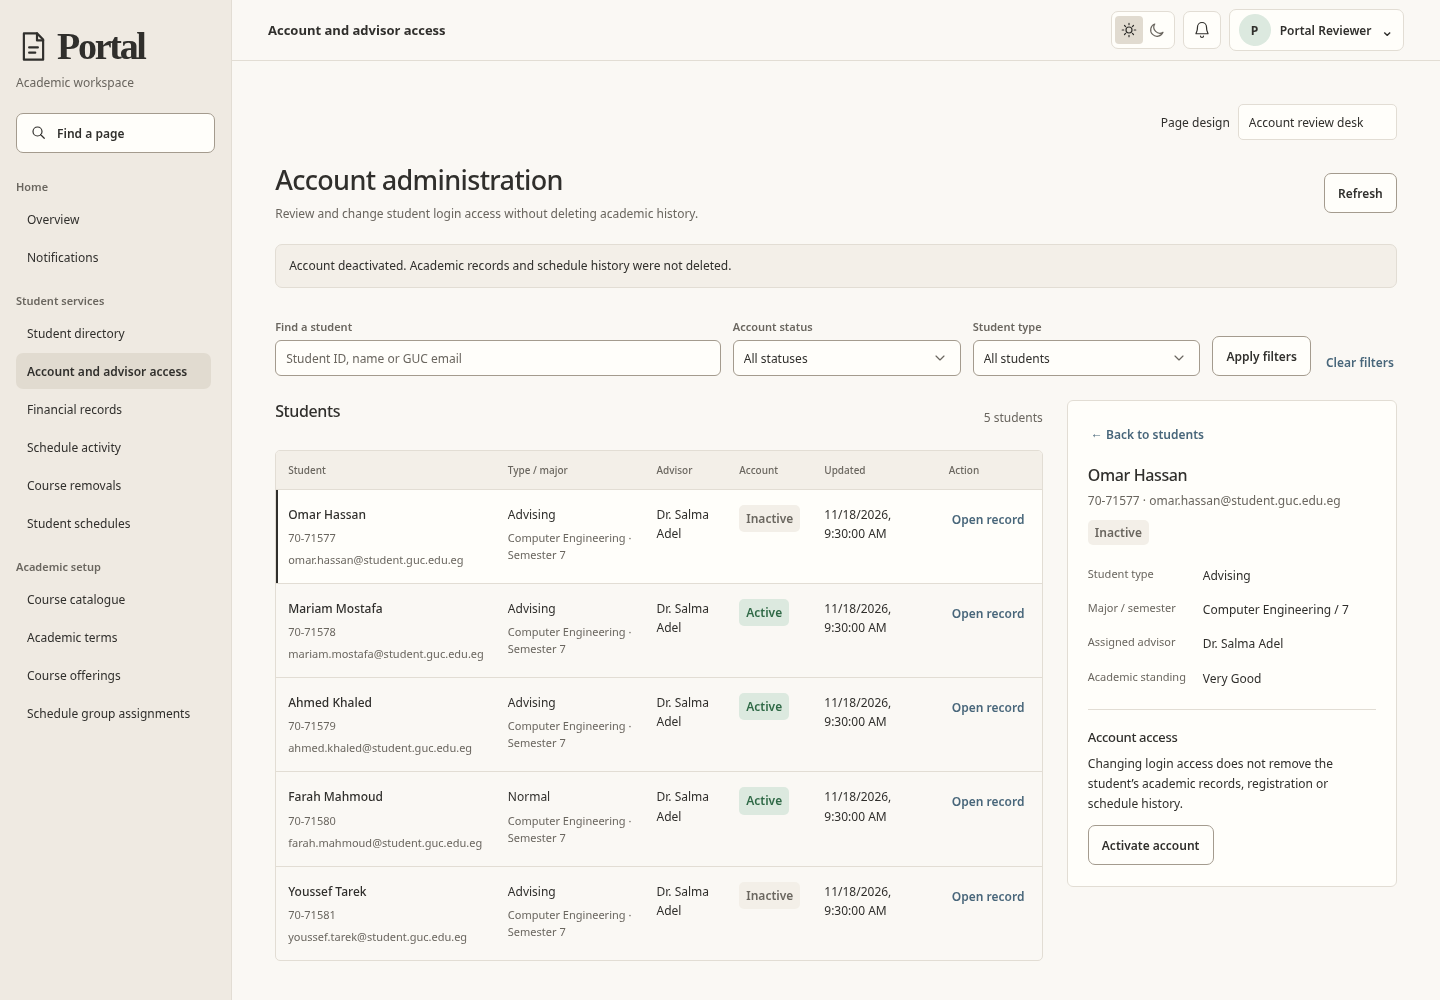 Portal
Academic workspace
Find a page
Home
Overview
Notifications
Student services
Student directory
Account and advisor access
Financial records
Schedule activity
Course removals
Student schedules
Academic setup
Course catalogue
Academic terms
Course offerings
Schedule group assignments
Account and advisor access
P Portal Reviewer
Page design Account review desk
Account administration
Review and change student login access without deleting academic history.
Refresh
Account deactivated. Academic records and schedule history were not deleted.
Find a student Account status Student type
Student ID, name or GUC email All statuses All students Apply filters Clear filters
Students 5 students
Student Type / major Advisor Account Updated Action
Omar Hassan
70-71577
omar.hassan@student.guc.edu.eg
Advising
Computer Engineering ·
Semester 7
Dr. Salma
Adel
Inactive
11/18/2026,
9:30:00 AM
Open record
Mariam Mostafa
70-71578
mariam.mostafa@student.guc.edu.eg
Advising
Computer Engineering ·
Semester 7
Dr. Salma
Adel
Active
11/18/2026,
9:30:00 AM
Open record
Ahmed Khaled
70-71579
ahmed.khaled@student.guc.edu.eg
Advising
Computer Engineering ·
Semester 7
Dr. Salma
Adel
Active
11/18/2026,
9:30:00 AM
Open record
Farah Mahmoud
70-71580
farah.mahmoud@student.guc.edu.eg
Normal
Computer Engineering ·
Semester 7
Dr. Salma
Adel
Active
11/18/2026,
9:30:00 AM
Open record
Youssef Tarek
70-71581
youssef.tarek@student.guc.edu.eg
Advising
Computer Engineering ·
Semester 7
Dr. Salma
Adel
Inactive
11/18/2026,
9:30:00 AM
Open record
← Back to students
Omar Hassan
70-71577 · omar.hassan@student.guc.edu.eg
Inactive
Student type Advising
Major / semester Computer Engineering / 7
Assigned advisor Dr. Salma Adel
Academic standing Very Good
Account access
Changing login access does not remove the
student's academic records, registration or
schedule history.
Activate account